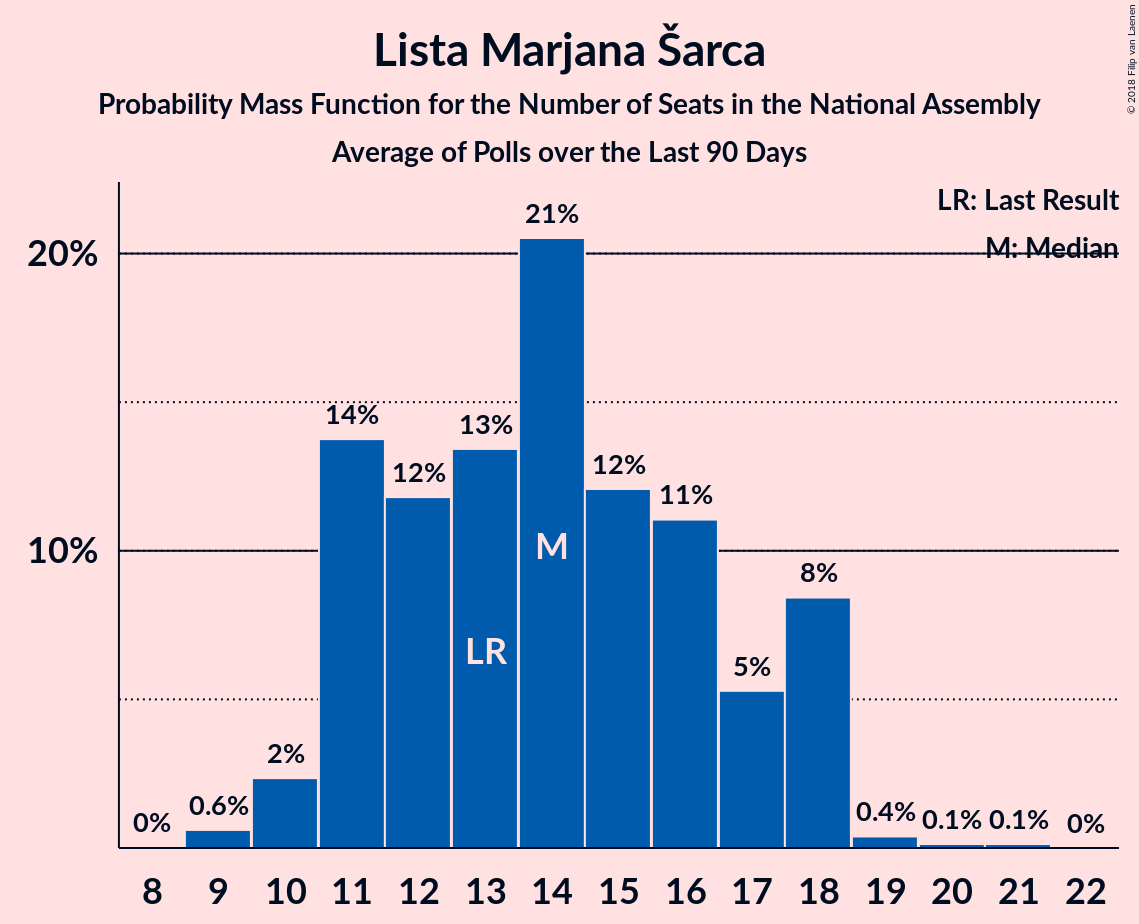 Lista Marjana Šarca
Probability Mass Function for the Number of Seats in the National Assembly
Average of Polls over the Last 90 Days
© 2018 Filip van Laenen
LR: Last Result
M: Median
20%
10%
0%
0.6%
2%
14%
12%
13%
21%
12%
11%
5%
8%
0.4%
0.1%
0.1%
0%
LR
M
8 9 10 11 12 13 14 15 16 17 18 19 20 21 22